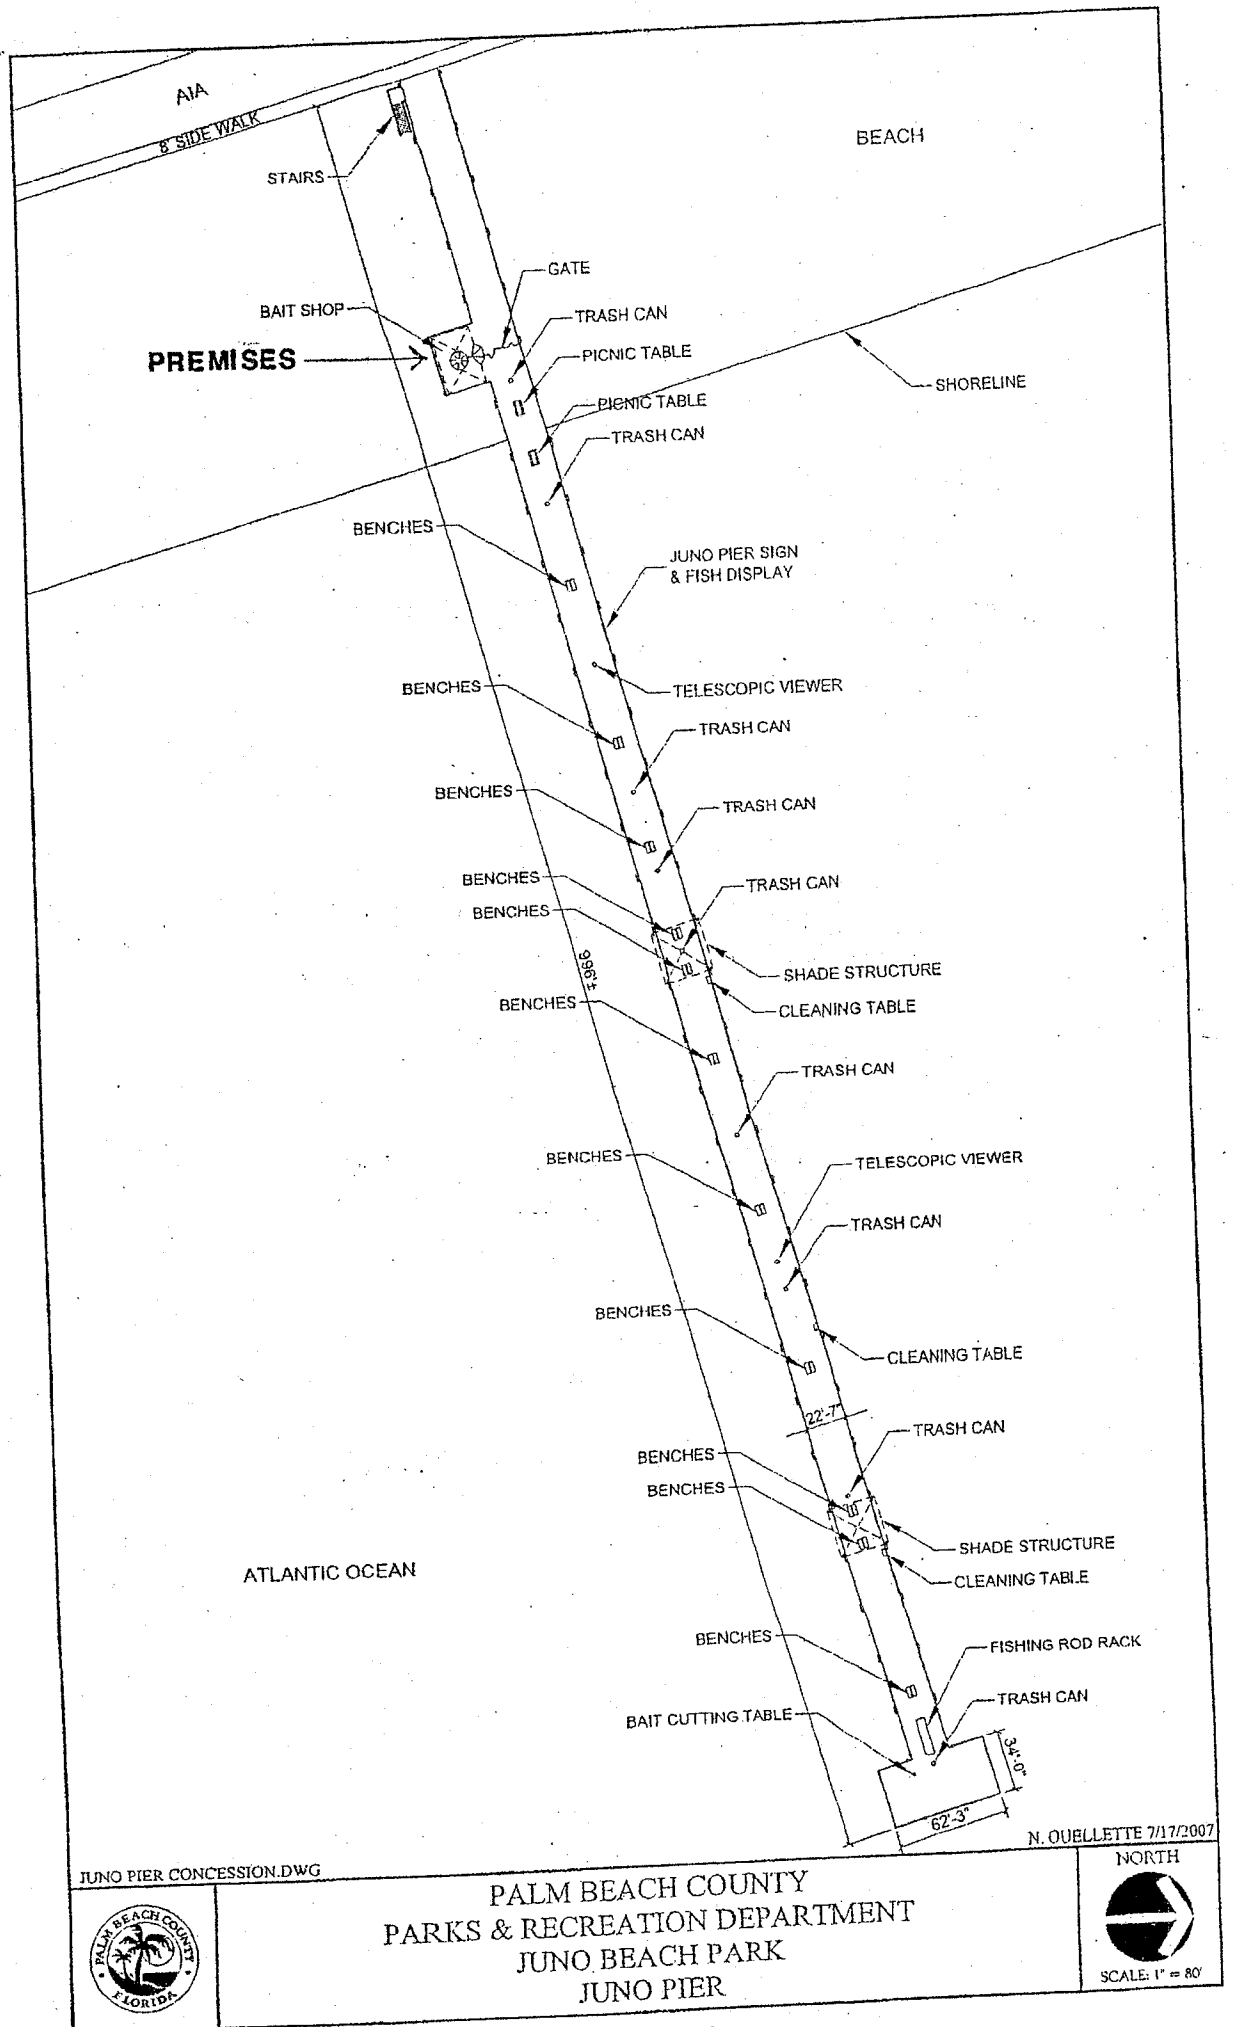 A1A
8' SIDE WALK
BEACH
STAIRS
GATE
BAIT SHOP
TRASH CAN
PREMISES
PICNIC TABLE
SHORELINE
PICNIC TABLE
TRASH CAN
BENCHES
JUNO PIER SIGN
& FISH DISPLAY
BENCHES
TELESCOPIC VIEWER
TRASH CAN
BENCHES
TRASH CAN
BENCHES
TRASH CAN
BENCHES
996'±
SHADE STRUCTURE
BENCHES
CLEANING TABLE
TRASH CAN
BENCHES
TELESCOPIC VIEWER
TRASH CAN
BENCHES
CLEANING TABLE
22'-7"
TRASH CAN
BENCHES
BENCHES
SHADE STRUCTURE
ATLANTIC OCEAN
CLEANING TABLE
BENCHES
FISHING ROD RACK
TRASH CAN
BAIT CUTTING TABLE
34'-0"
62'-3"
N. OUELLETTE 7/17/2007
JUNO PIER CONCESSION.DWG
PALM BEACH COUNTY
FLORIDA
PALM BEACH COUNTY
PARKS & RECREATION DEPARTMENT
JUNO BEACH PARK
JUNO PIER
NORTH
SCALE: 1" = 80'